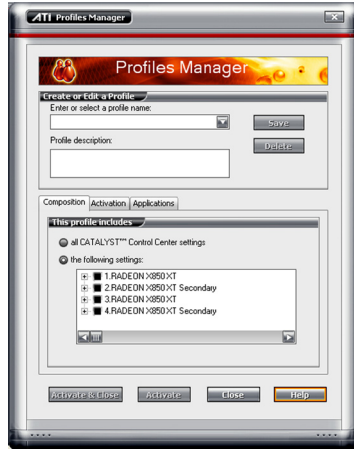 ATI Profiles Manager
Profiles Manager
Create or Edit a Profile
Enter or select a profile name:
Save
Profile description:
Delete
Composition Activation Applications
This profile includes
all CATALYST™ Control Center settings
the following settings:
1.RADEON X850 XT
2.RADEON X850 XT Secondary
3.RADEON X850 XT
4.RADEON X850 XT Secondary
Activate & Close Activate Close Help